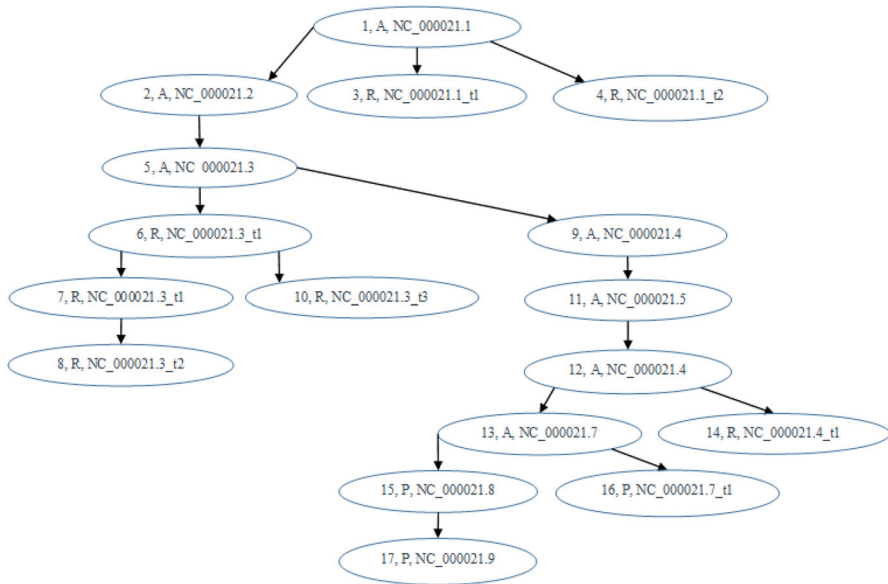 1, A, NC_000021.1
2, A, NC_000021.2
3, R, NC_000021.1_t1
4, R, NC_000021.1_t2
5, A, NC_000021.3
6, R, NC_000021.3_t1
9, A, NC_000021.4
7, R, NC_000021.3_t1
10, R, NC_000021.3_t3
11, A, NC_000021.5
8, R, NC_000021.3_t2
12, A, NC_000021.4
13, A, NC_000021.7
14, R, NC_000021.4_t1
15, P, NC_000021.8
16, P, NC_000021.7_t1
17, P, NC_000021.9